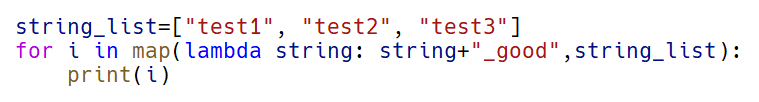 string_list=["test1", "test2", "test3"]
for i in map(lambda string: string+"_good",string_list):
    print(i)